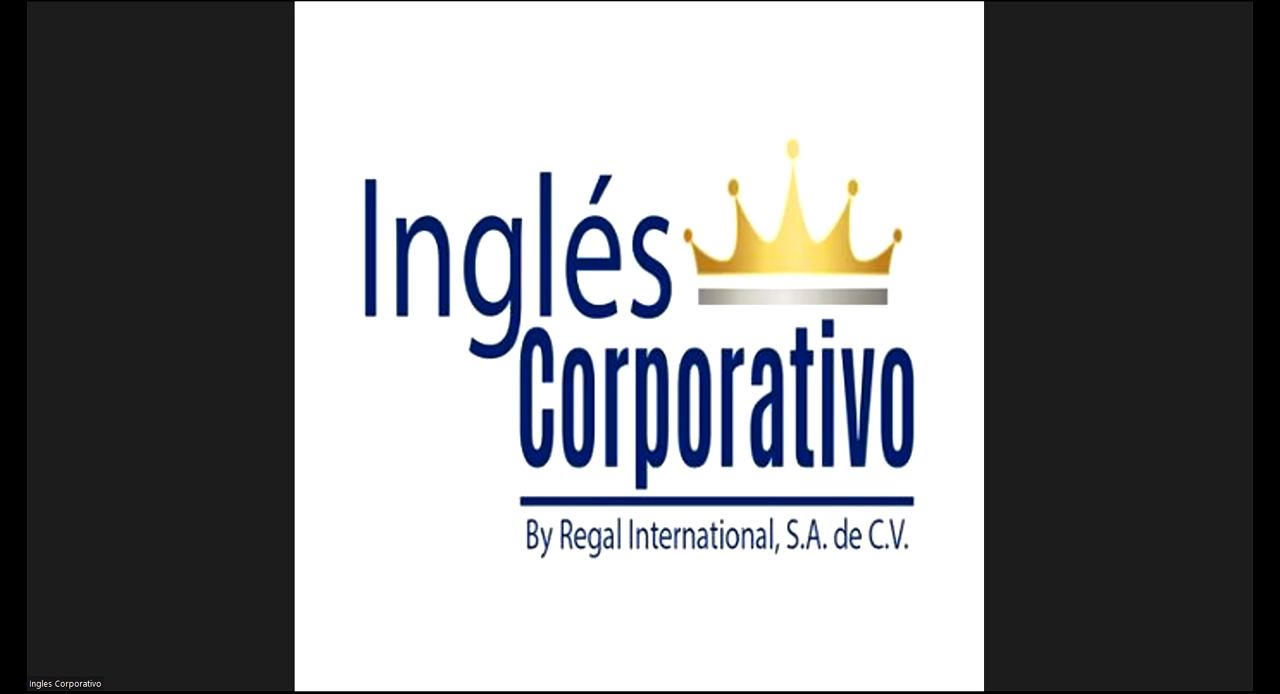 Inglés
Corporativo
By Regal International, S.A. de C.V.
Ingles Corporativo